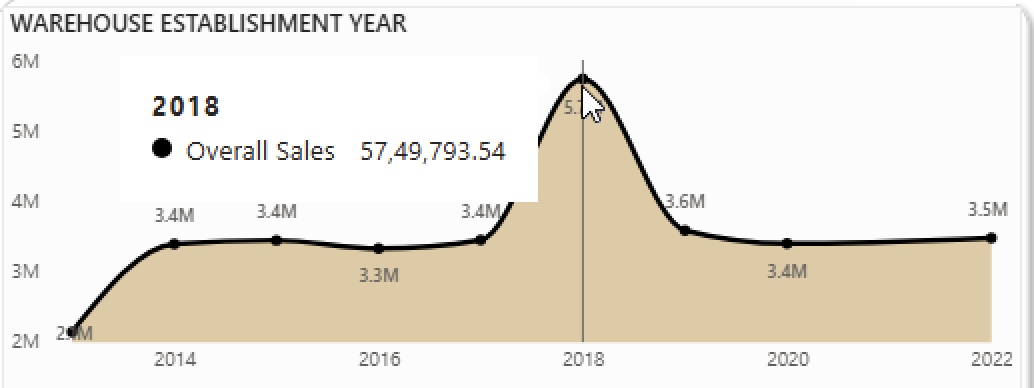 WAREHOUSE ESTABLISHMENT YEAR
6M
5M
4M
3M
2M
2018
Overall Sales 57,49,793.54
3.4M
3.4M
3.3M
3.4M
3.6M
3.4M
3.5M
2014
2016
2018
2020
2022